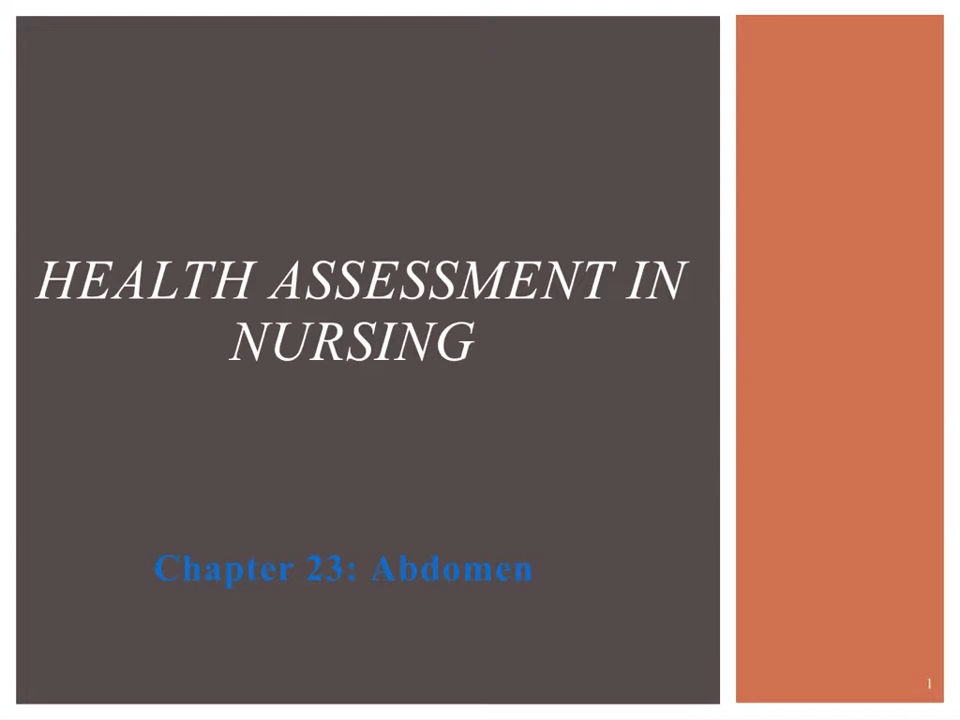 HEALTH ASSESSMENT IN
NURSING
Chapter 23: Abdomen
1